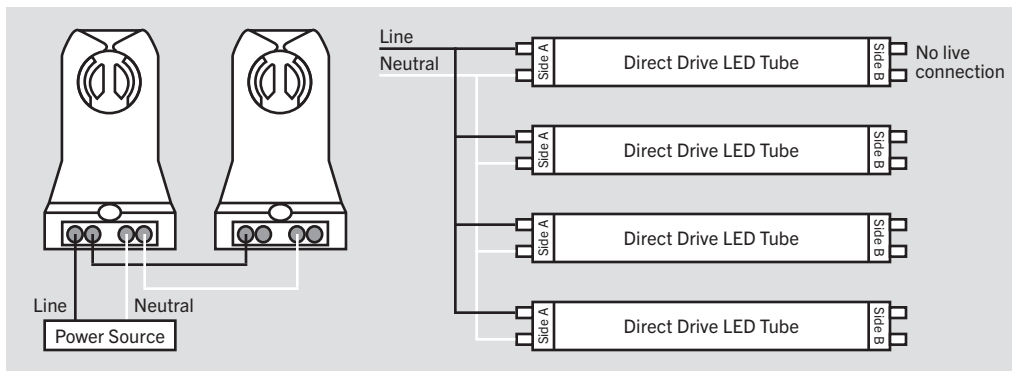 Line
Neutral
Power Source
Line
Neutral
Side A
Direct Drive LED Tube
Side B
No live
connection
Side A
Direct Drive LED Tube
Side B
Side A
Direct Drive LED Tube
Side B
Side A
Direct Drive LED Tube
Side B